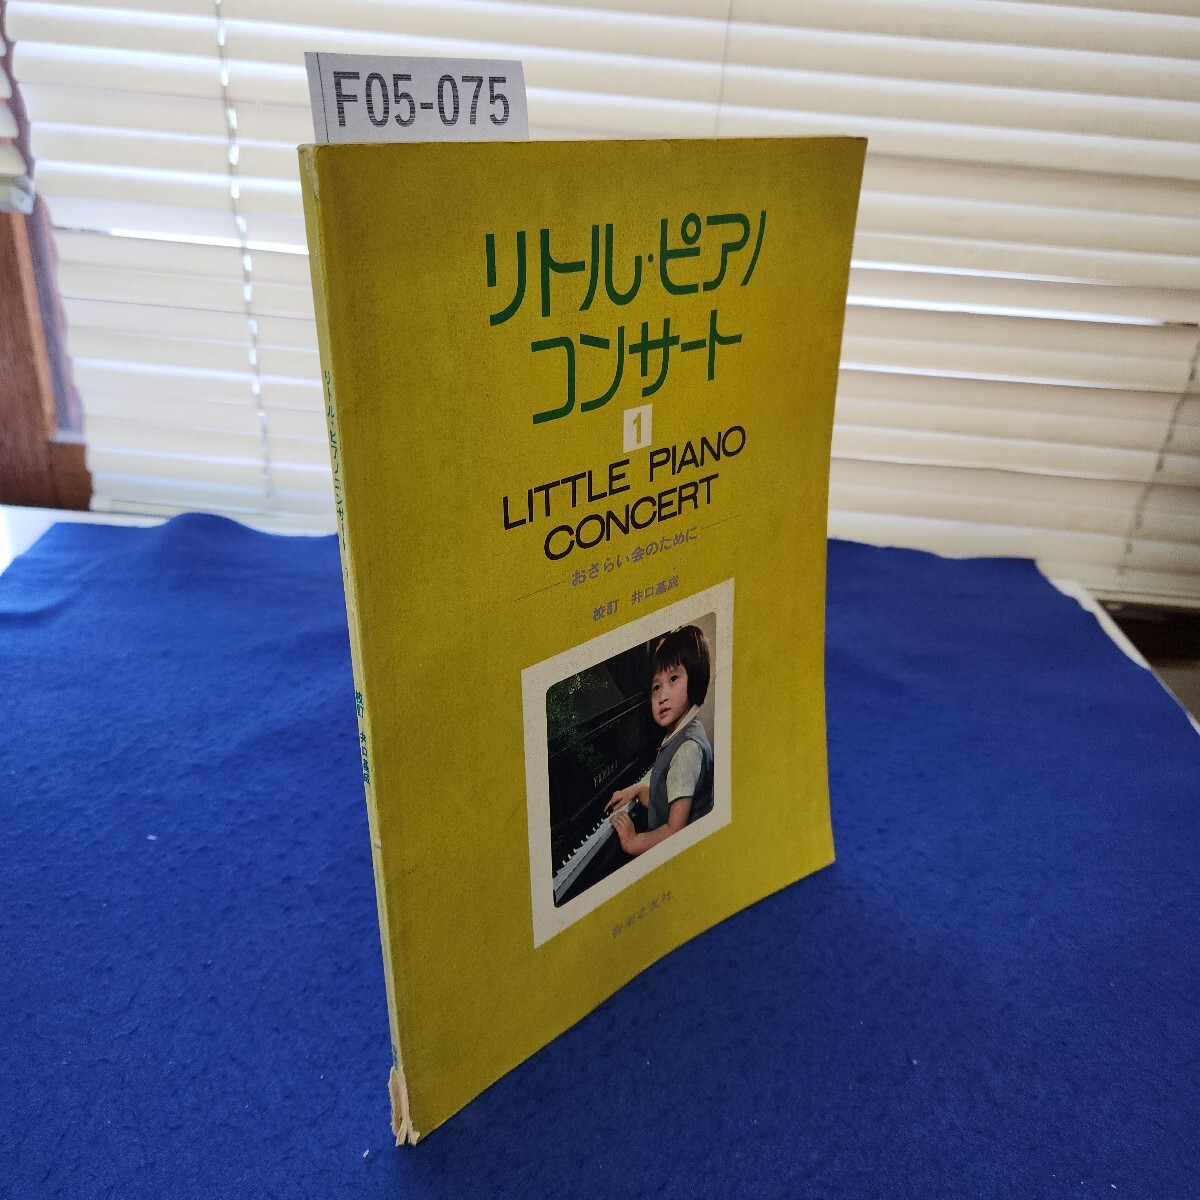 F05-075
リトル・ピアノ
コンサート
1
LITTLE PIANO
CONCERT
おさらい会のために
校訂 井口基成
YAMAHA
音楽之友社
リトル・ピアノコンサート 1
校訂 井口基成